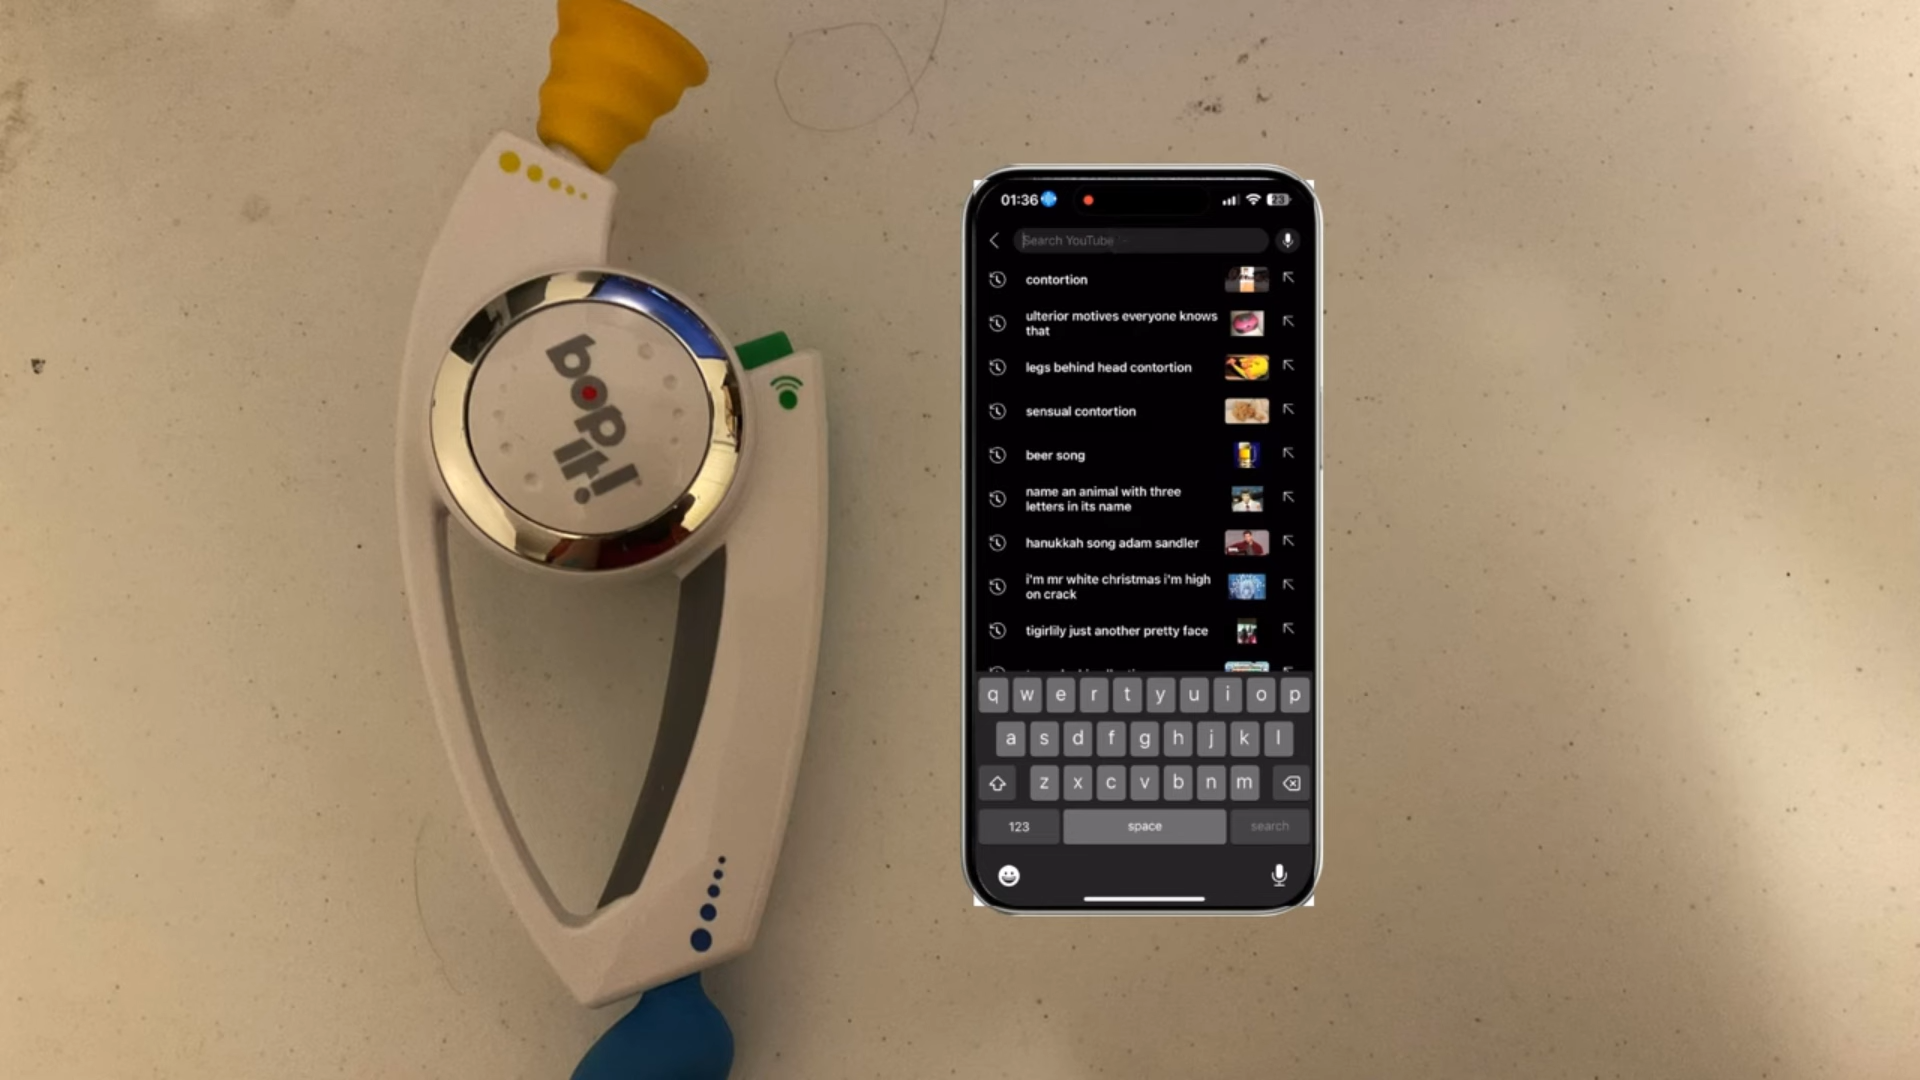 bop
it!
01:36
23
Search YouTube
contortion
ulterior motives everyone knows
that
legs behind head contortion
sensual contortion
beer song
name an animal with three
letters in its name
hanukkah song adam sandler
i'm mr white christmas i'm high
on crack
tigirlily just another pretty face
q w e r t y u i o p
a s d f g h j k l
z x c v b n m
123 space search